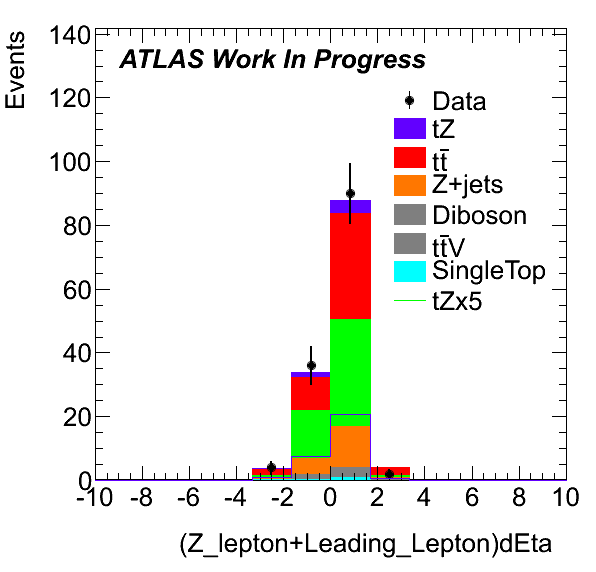 Events
140
120
100
80
60
40
20
0
ATLAS Work In Progress
Data
tZ
tt̄
Z+jets
Diboson
tt̄V
SingleTop
tZx5
-10 -8 -6 -4 -2 0 2 4 6 8 10
(Z_lepton+Leading_Lepton)dEta